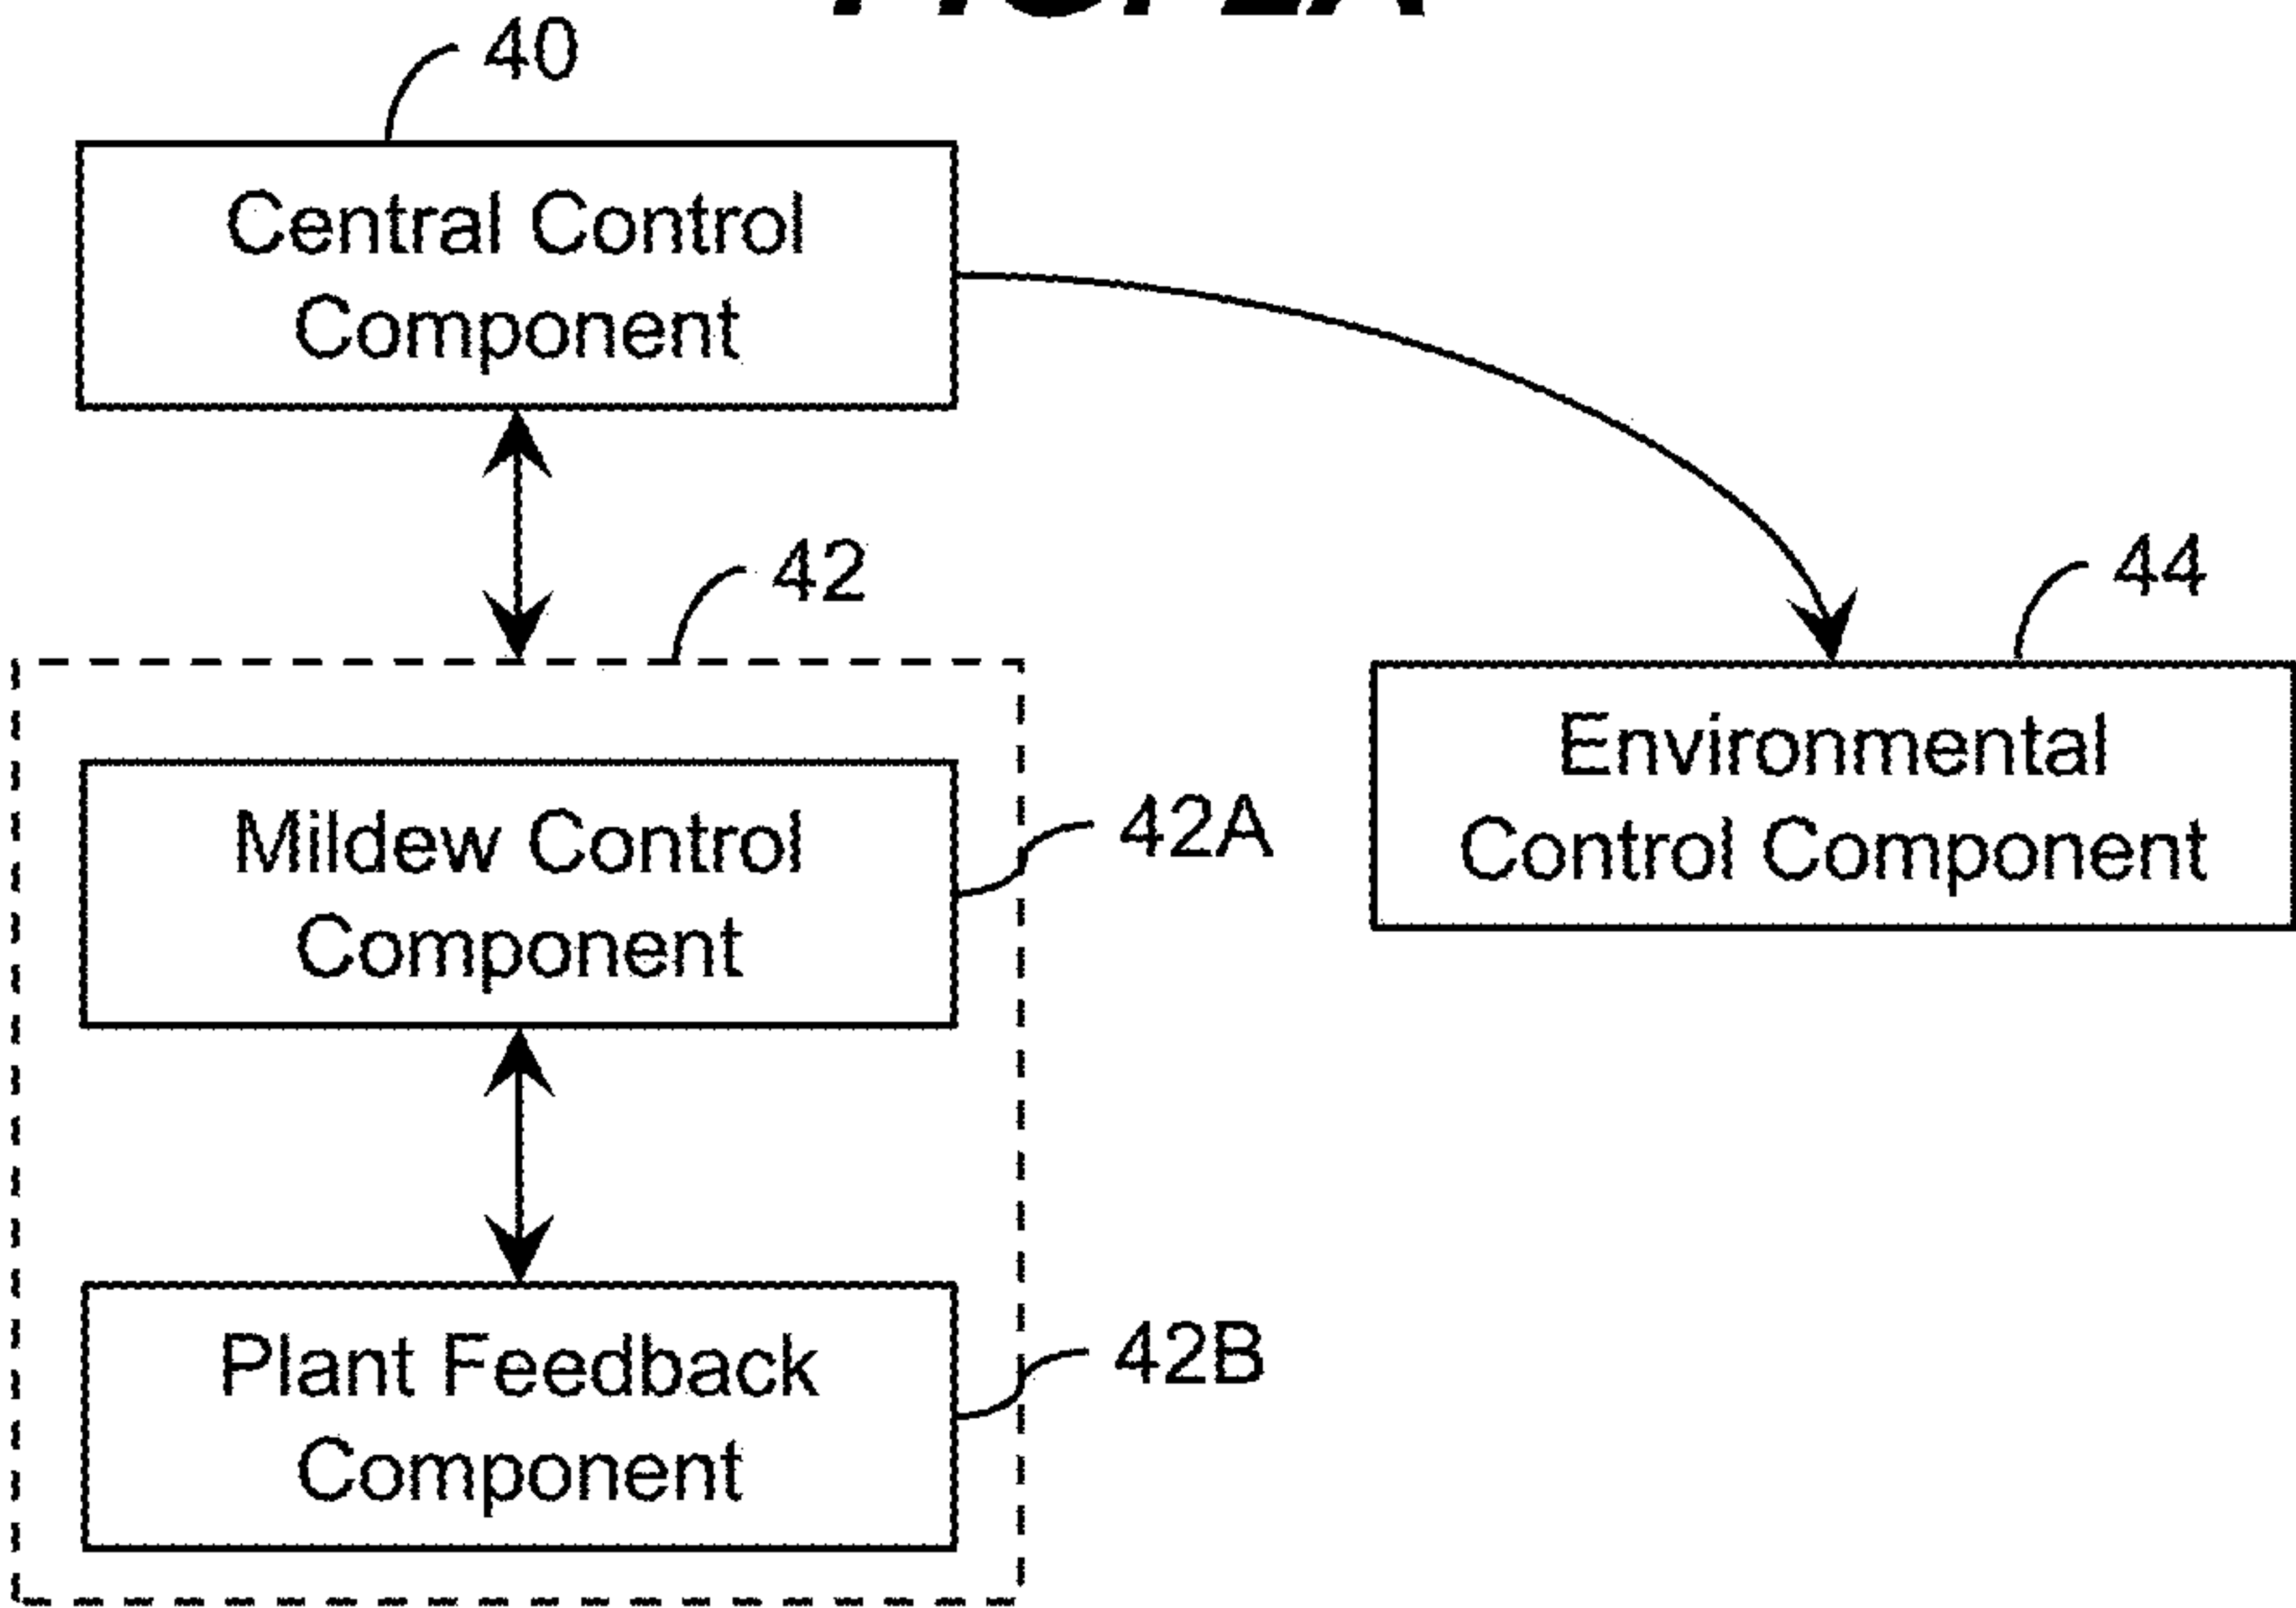 40
Central Control
Component
42
44
Environmental
Control Component
Mildew Control
Component
42A
Plant Feedback
Component
42B